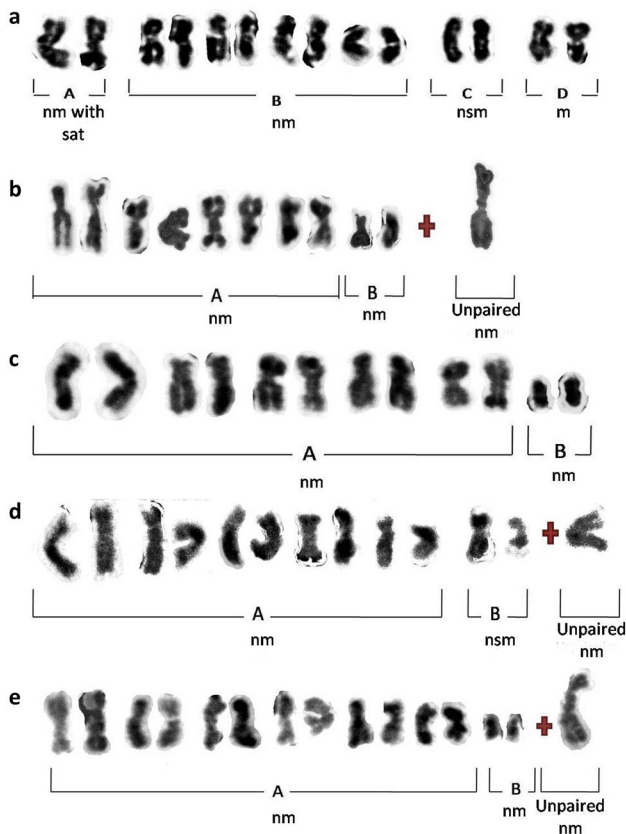 a
A B C D
nm with sat nm nsm m
b
A B Unpaired
nm nm nm
c
A B
nm nm
d
A B Unpaired
nm nsm nm
e
A B Unpaired
nm nm nm